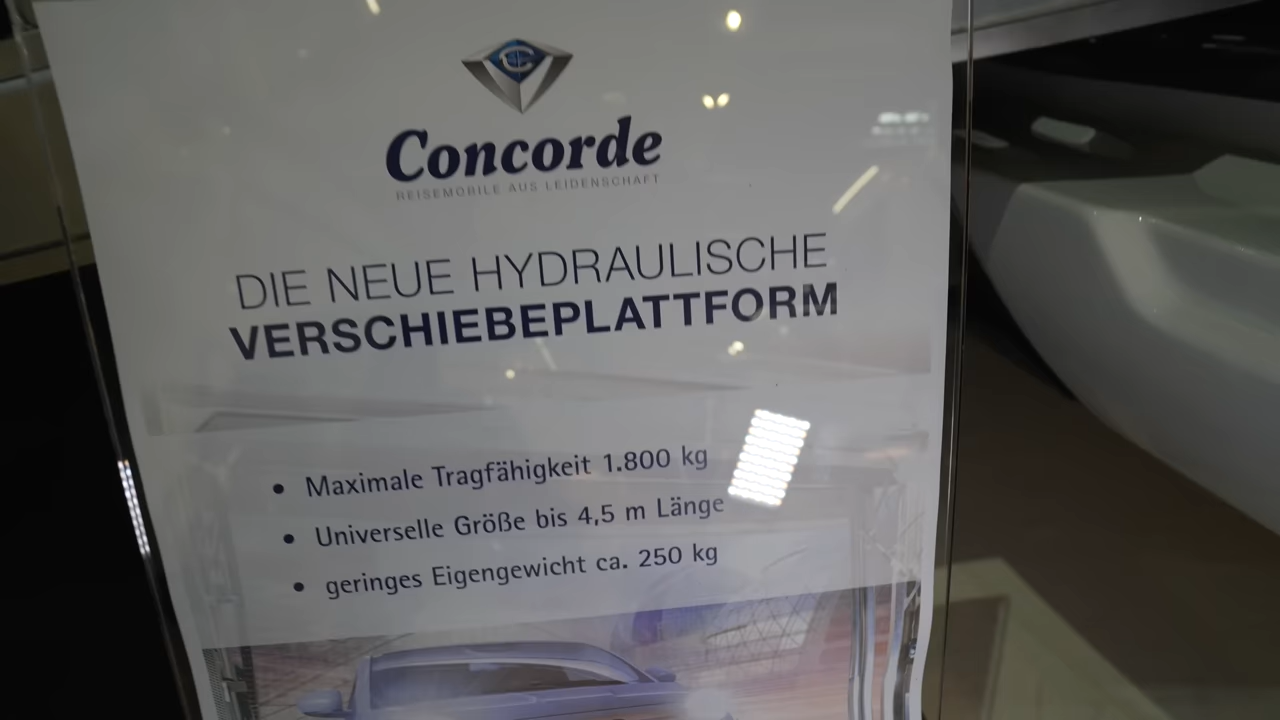 Concorde
REISEMOBILE AUS LEIDENSCHAFT
DIE NEUE HYDRAULISCHE
VERSCHIEBEPLATTFORM
• Maximale Tragfähigkeit 1.800 kg
• Universelle Größe bis 4,5 m Länge
• geringes Eigengewicht ca. 250 kg